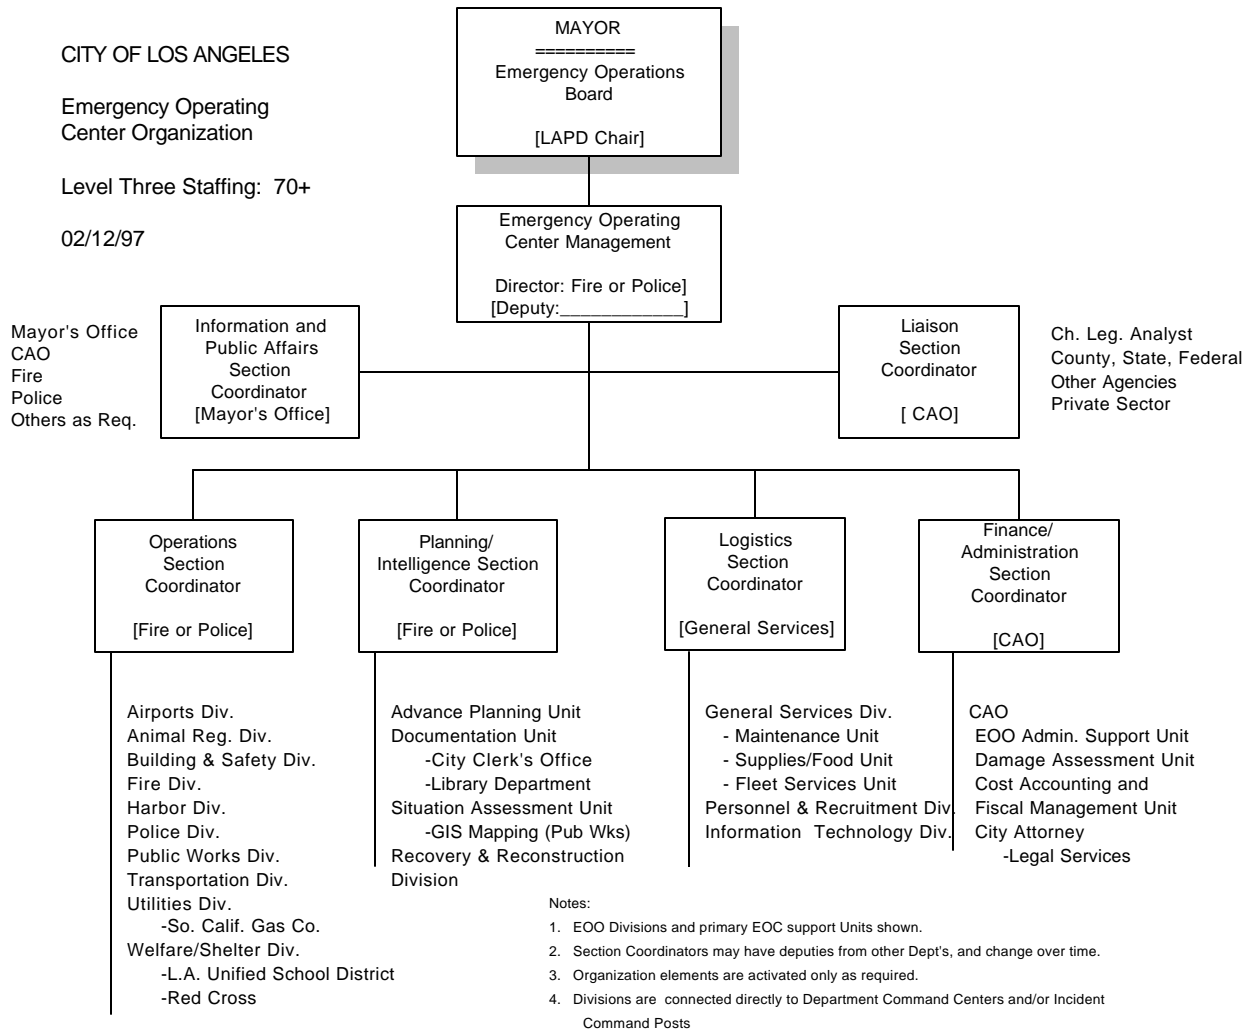 CITY OF LOS ANGELES
Emergency Operating
Center Organization
Level Three Staffing: 70+
02/12/97
MAYOR
==========
Emergency Operations
Board
[LAPD Chair]
Emergency Operating
Center Management
Director: Fire or Police]
[Deputy:____________]
Mayor's Office
CAO
Fire
Police
Others as Req.
Information and
Public Affairs
Section
Coordinator
[Mayor's Office]
Liaison
Section
Coordinator
[ CAO]
Ch. Leg. Analyst
County, State, Federal
Other Agencies
Private Sector
Operations
Section
Coordinator
[Fire or Police]
Planning/
Intelligence Section
Coordinator
[Fire or Police]
Logistics
Section
Coordinator
[General Services]
Finance/
Administration
Section
Coordinator
[CAO]
Airports Div.
Animal Reg. Div.
Building & Safety Div.
Fire Div.
Harbor Div.
Police Div.
Public Works Div.
Transportation Div.
Utilities Div.
-So. Calif. Gas Co.
Welfare/Shelter Div.
-L.A. Unified School District
-Red Cross
Advance Planning Unit
Documentation Unit
-City Clerk's Office
-Library Department
Situation Assessment Unit
-GIS Mapping (Pub Wks)
Recovery & Reconstruction
Division
General Services Div.
- Maintenance Unit
- Supplies/Food Unit
- Fleet Services Unit
Personnel & Recruitment Div.
Information Technology Div.
CAO
EOO Admin. Support Unit
Damage Assessment Unit
Cost Accounting and
Fiscal Management Unit
City Attorney
-Legal Services
Notes:
1. EOO Divisions and primary EOC support Units shown.
2. Section Coordinators may have deputies from other Dept's, and change over time.
3. Organization elements are activated only as required.
4. Divisions are connected directly to Department Command Centers and/or Incident
Command Posts